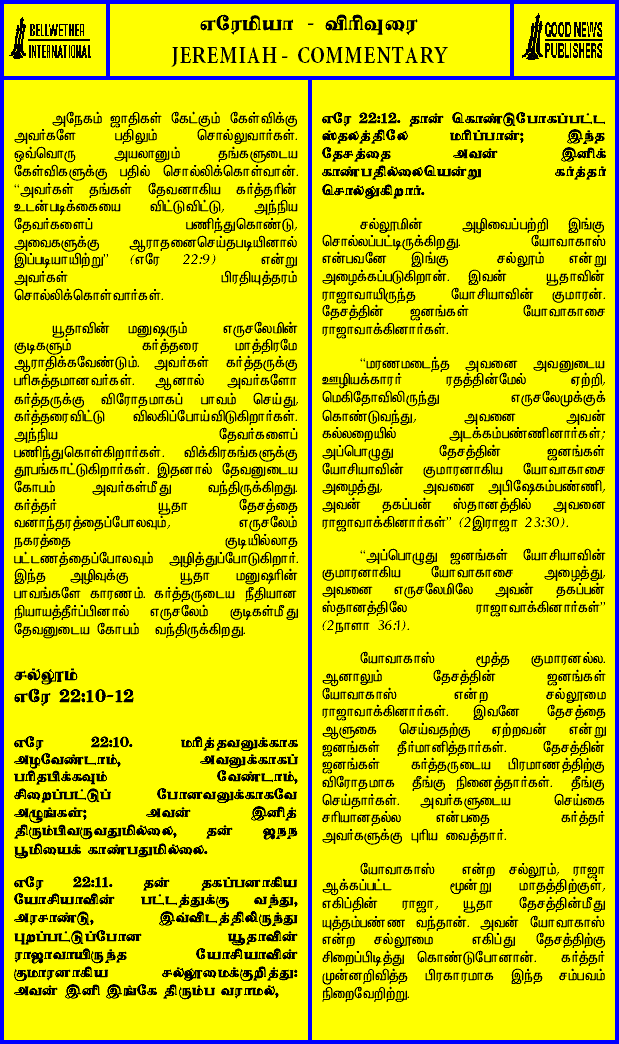 BELLWETHER
INTERNATIONAL
எரேமியா - விரிவுரை
JEREMIAH - COMMENTARY
GOOD NEWS
PUBLISHERS
அநேகம் ஜாதிகள் கேட்கும் கேள்விக்கு
அவர்களே பதிலும் சொல்லுவார்கள்.
ஒவ்வொரு அயலானும் தங்களுடைய
கேள்விகளுக்கு பதில் சொல்லிக்கொள்வான்.
“அவர்கள் தங்கள் தேவனாகிய கர்த்தரின்
உடன்படிக்கையை விட்டுவிட்டு, அந்நிய
தேவர்களைப் பணிந்துகொண்டு,
அவைகளுக்கு ஆராதனைசெய்தபடியினால்
இப்படியாயிற்று” (எரே 22:9) என்று
அவர்கள் பிரதியுத்தரம்
சொல்லிக்கொள்வார்கள்.
யூதாவின் மனுஷரும் எருசலேமின்
குடிகளும் கர்த்தரை மாத்திரமே
ஆராதிக்கவேண்டும். அவர்கள் கர்த்தருக்கு
பரிசுத்தமானவர்கள். ஆனால் அவர்களோ
கர்த்தருக்கு விரோதமாகப் பாவம் செய்து,
கர்த்தரைவிட்டு விலகிப்போய்விடுகிறார்கள்.
அந்நிய தேவர்களைப்
பணிந்துகொள்கிறார்கள். விக்கிரகங்களுக்கு
தூபங்காட்டுகிறார்கள். இதனால் தேவனுடைய
கோபம் அவர்கள்மீது வந்திருக்கிறது.
கர்த்தர் யூதா தேசத்தை
வனாந்தரத்தைப்போலவும், எருசலேம்
நகரத்தை குடியில்லாத
பட்டணத்தைப்போலவும் அழித்துப்போடுகிறார்.
இந்த அழிவுக்கு யூதா மனுஷரின்
பாவங்களே காரணம். கர்த்தருடைய நீதியான
நியாயத்தீர்ப்பினால் எருசலேம் குடிகள்மீது
தேவனுடைய கோபம் வந்திருக்கிறது.
சல்லூம்
எரே 22:10-12
எரே 22:10. மரித்தவனுக்காக
அழவேண்டாம், அவனுக்காகப்
பரிதபிக்கவும் வேண்டாம்,
சிறைப்பட்டுப் போனவனுக்காகவே
அழுங்கள்; அவன் இனித்
திரும்பிவருவதுமில்லை, தன் ஜநந
பூமியைக் காண்பதுமில்லை.
எரே 22:11. தன் தகப்பனாகிய
யோசியாவின் பட்டத்துக்கு வந்து,
அரசாண்டு, இவ்விடத்திலிருந்து
புறப்பட்டுப்போன யூதாவின்
ராஜாவாயிருந்த யோசியாவின்
குமாரனாகிய சல்லூமைக்குறித்து:
அவன் இனி இங்கே திரும்ப வராமல்,
எரே 22:12. தான் கொண்டுபோகப்பட்ட
ஸ்தலத்திலே மரிப்பான்; இந்த
தேசத்தை அவன் இனிக்
காண்பதில்லையென்று கர்த்தர்
சொல்லுகிறார்.
சல்லூமின் அழிவைப்பற்றி இங்கு
சொல்லப்பட்டிருக்கிறது. யோவாகாஸ்
என்பவனே இங்கு சல்லூம் என்று
அழைக்கப்படுகிறான். இவன் யூதாவின்
ராஜாவாயிருந்த யோசியாவின் குமாரன்.
தேசத்தின் ஜனங்கள் யோவாகாசை
ராஜாவாக்கினார்கள்.
“மரணமடைந்த அவனை அவனுடைய
ஊழியக்காரர் ரதத்தின்மேல் ஏற்றி,
மெகிதோவிலிருந்து எருசலேமுக்குக்
கொண்டுவந்து, அவனை அவன்
கல்லறையில் அடக்கம்பண்ணினார்கள்;
அப்பொழுது தேசத்தின் ஜனங்கள்
யோசியாவின் குமாரனாகிய யோவாகாசை
அழைத்து, அவனை அபிஷேகம்பண்ணி,
அவன் தகப்பன் ஸ்தானத்தில் அவனை
ராஜாவாக்கினார்கள்” (2இராஜா 23:30).
“அப்பொழுது ஜனங்கள் யோசியாவின்
குமாரனாகிய யோவாகாசை அழைத்து,
அவனை எருசலேமிலே அவன் தகப்பன்
ஸ்தானத்திலே ராஜாவாக்கினார்கள்”
(2நாளா 36:1).
யோவாகாஸ் மூத்த குமாரனல்ல.
ஆனாலும் தேசத்தின் ஜனங்கள்
யோவாகாஸ் என்ற சல்லூமை
ராஜாவாக்கினார்கள். இவனே தேசத்தை
ஆளுகை செய்வதற்கு ஏற்றவன் என்று
ஜனங்கள் தீர்மானித்தார்கள். தேசத்தின்
ஜனங்கள் கர்த்தருடைய பிரமாணத்திற்கு
விரோதமாக தீங்கு நினைத்தார்கள். தீங்கு
செய்தார்கள். அவர்களுடைய செய்கை
சரியானதல்ல என்பதை கர்த்தர்
அவர்களுக்கு புரிய வைத்தார்.
யோவாகாஸ் என்ற சல்லூம், ராஜா
ஆக்கப்பட்ட மூன்று மாதத்திற்குள்,
எகிப்தின் ராஜா, யூதா தேசத்தின்மீது
யுத்தம்பண்ண வந்தான். அவன் யோவாகாஸ்
என்ற சல்லூமை எகிப்து தேசத்திற்கு
சிறைப்பிடித்து கொண்டுபோனான். கர்த்தர்
முன்னறிவித்த பிரகாரமாக இந்த சம்பவம்
நிறைவேறிற்று.